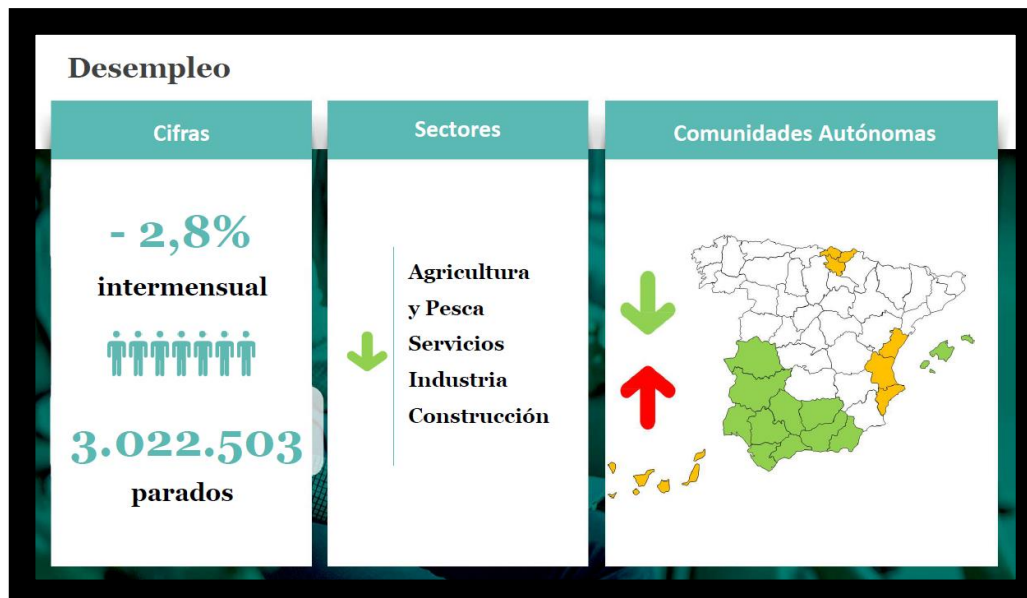 Desempleo
Cifras
- 2,8%
intermensual
3.022.503
parados
Sectores
Agricultura
y Pesca
Servicios
Industria
Construcción
Comunidades Autónomas